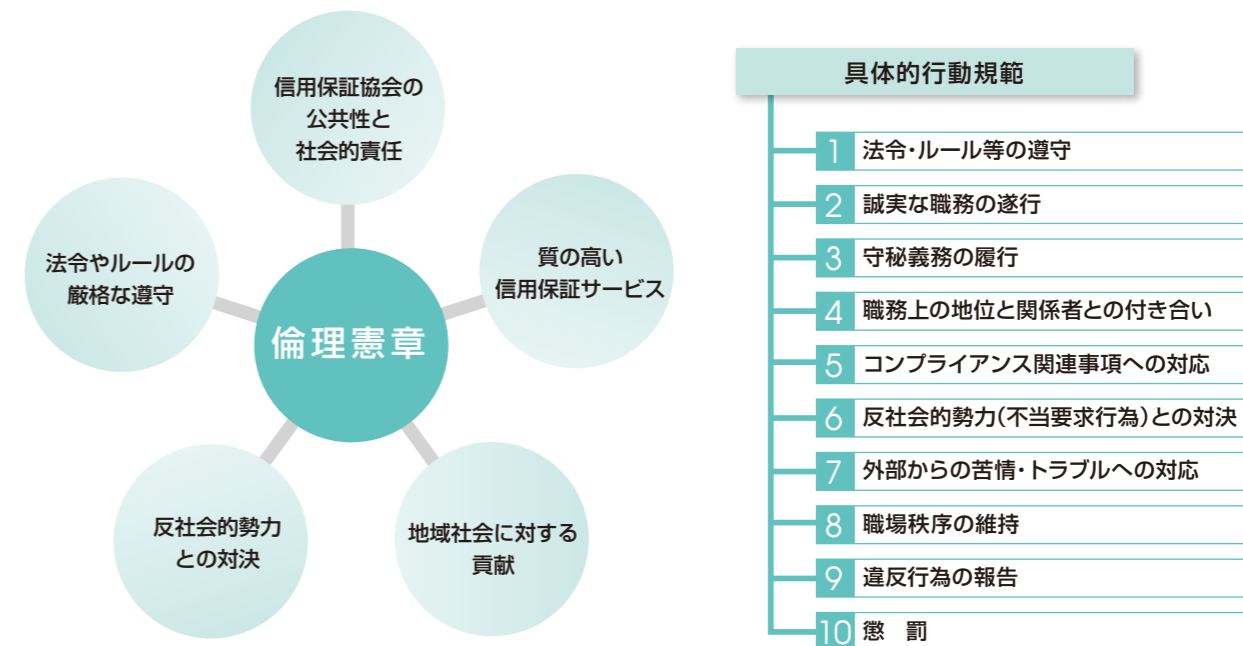 信用保証協会の
公共性と
社会的責任
質の高い
信用保証サービス
地域社会に対する
貢献
反社会的勢力
との対決
法令やルールの
厳格な遵守
倫理憲章
具体的行動規範
1 法令・ルール等の遵守
2 誠実な職務の遂行
3 守秘義務の履行
4 職務上の地位と関係者との付き合い
5 コンプライアンス関連事項への対応
6 反社会的勢力(不当要求行為)との対決
7 外部からの苦情・トラブルへの対応
8 職場秩序の維持
9 違反行為の報告
10 懲　罰